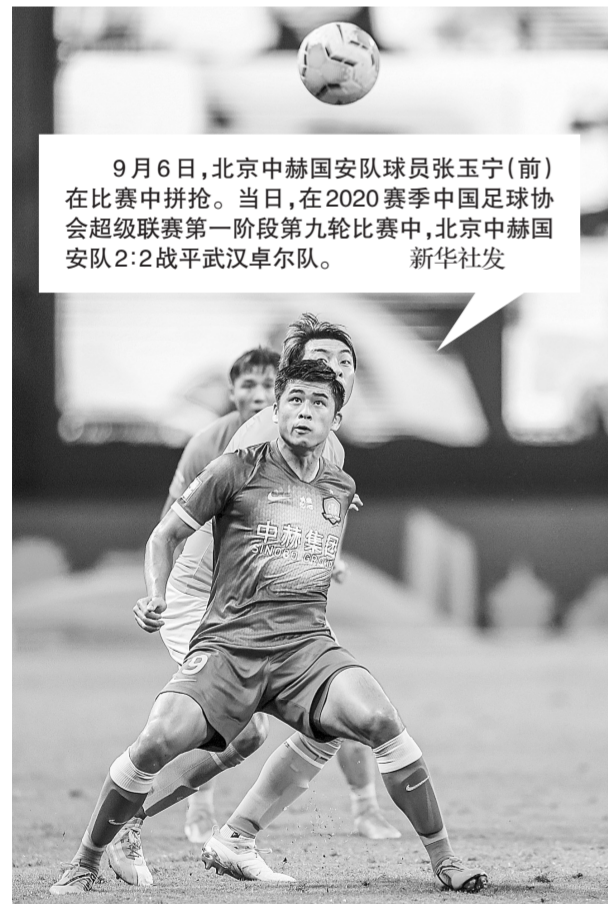 9月6日，北京中赫国安队球员张玉宁（前）
在比赛中拼抢。当日，在2020赛季中国足球协
会超级联赛第一阶段第九轮比赛中，北京中赫国
安队2:2战平武汉卓尔队。 新华社发
中赫集团
SINOBO GROUP
9